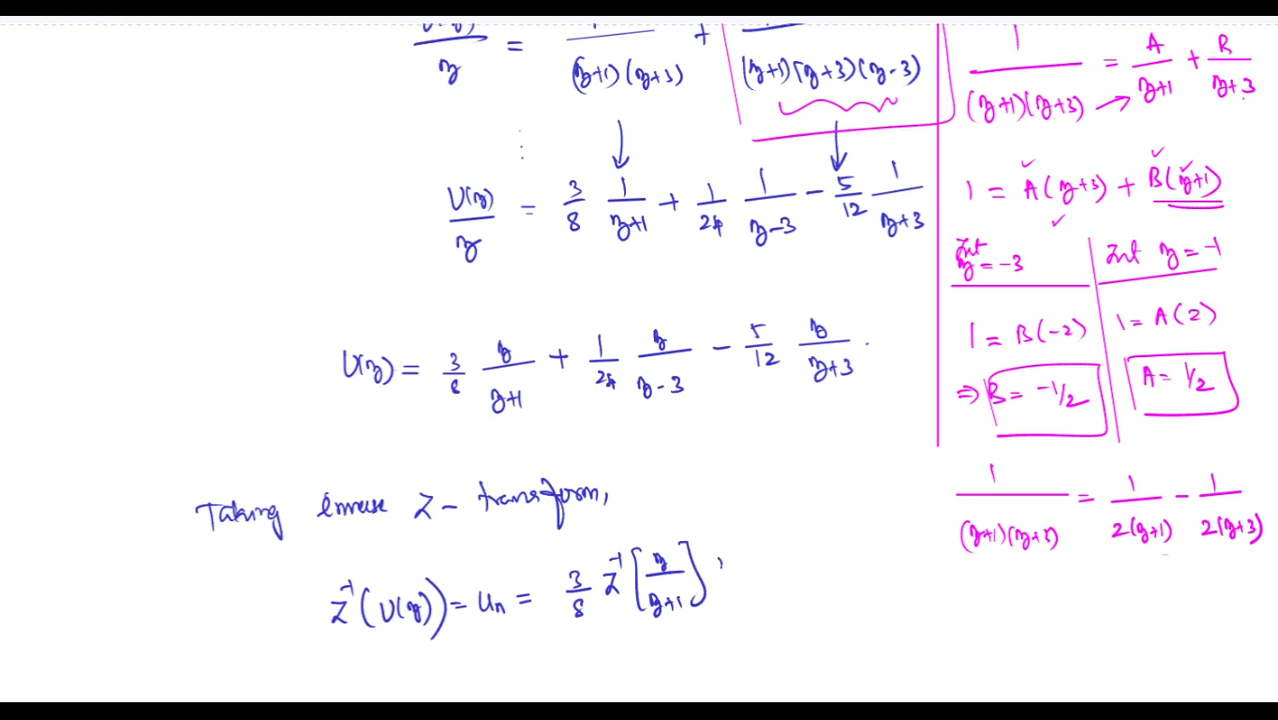 U(z)/z = 1/((z+1)(z+3)) + /((z+1)(z+3)(z-3))
U(z)/z = 3/8 1/(z+1) + 1/24 1/(z-3) - 5/12 1/(z+3)
U(z) = 3/8 z/(z+1) + 1/24 z/(z-3) - 5/12 z/(z+3).
Taking inverse Z-transform,
Z⁻¹(U(z)) = uₙ = 3/8 Z⁻¹[z/(z+1)]
1/((z+1)(z+3)) → = A/(z+1) + B/(z+3)
1 = A(z+3) + B(z+1)
Put z = -3
1 = B(-2)
⇒ B = -1/2
Put z = -1
1 = A(2)
A = 1/2
1/((z+1)(z+3)) = 1/(2(z+1)) - 1/(2(z+3))